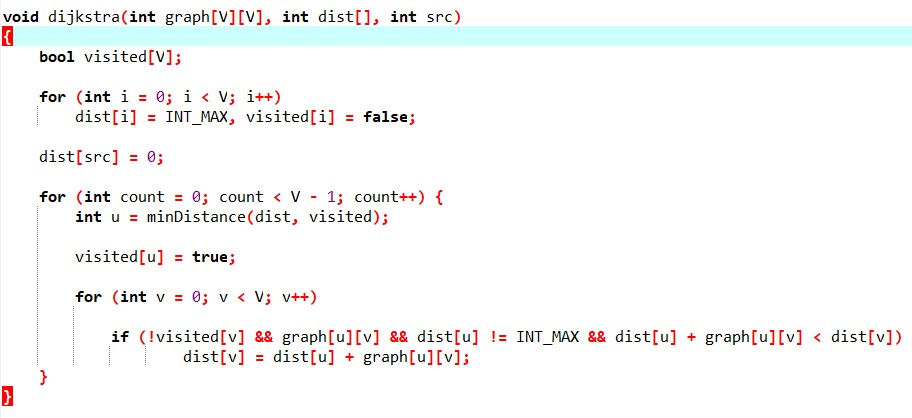 void dijkstra(int graph[V][V], int dist[], int src)
{
    bool visited[V];
    for (int i = 0; i < V; i++)
        dist[i] = INT_MAX, visited[i] = false;
    dist[src] = 0;
    for (int count = 0; count < V - 1; count++) {
        int u = minDistance(dist, visited);
        visited[u] = true;
        for (int v = 0; v < V; v++)
            if (!visited[v] && graph[u][v] && dist[u] != INT_MAX && dist[u] + graph[u][v] < dist[v])
                    dist[v] = dist[u] + graph[u][v];
    }
}